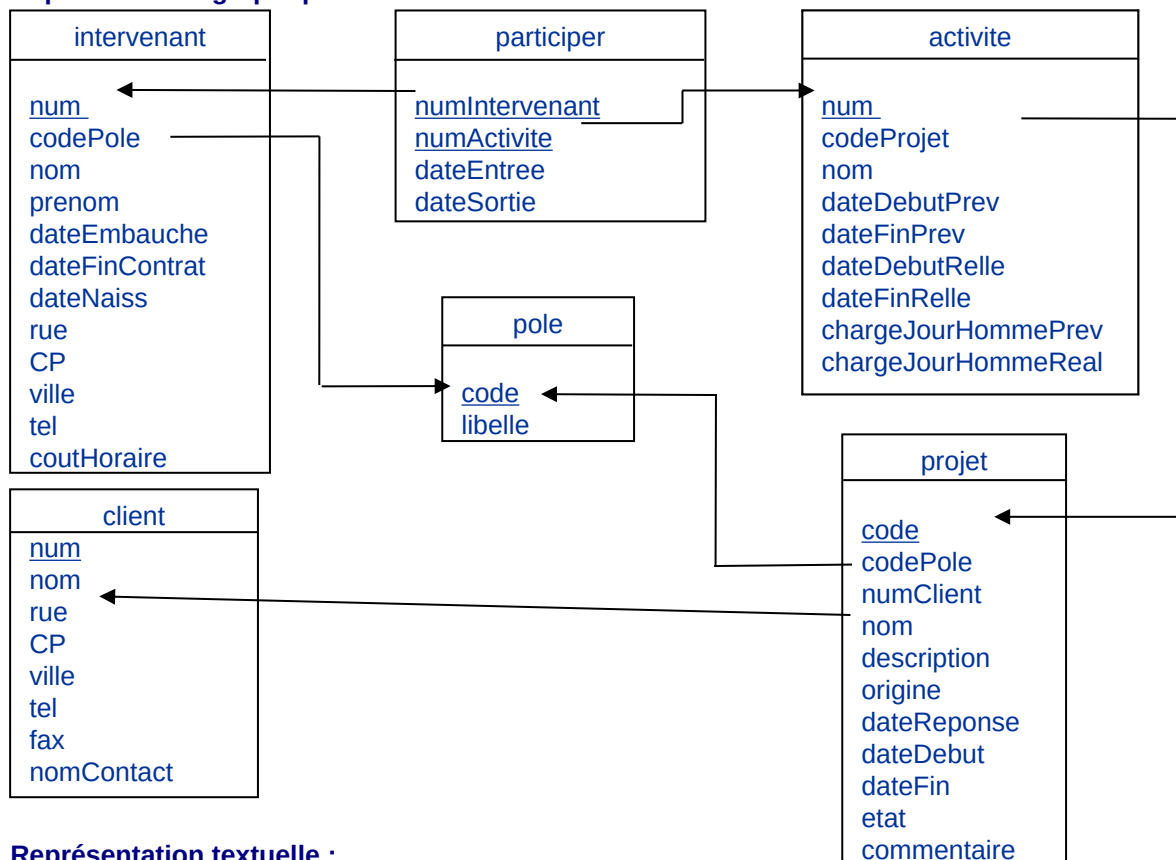 intervenant
num
codePole
nom
prenom
dateEmbauche
dateFinContrat
dateNaiss
rue
CP
ville
tel
coutHoraire
participer
numIntervenant
numActivite
dateEntree
dateSortie
activite
num
codeProjet
nom
dateDebutPrev
dateFinPrev
dateDebutRelle
dateFinRelle
chargeJourHommePrev
chargeJourHommeReal
pole
code
libelle
client
num
nom
rue
CP
ville
tel
fax
nomContact
projet
code
codePole
numClient
nom
description
origine
dateReponse
dateDebut
dateFin
etat
commentaire
Représentation textuelle :